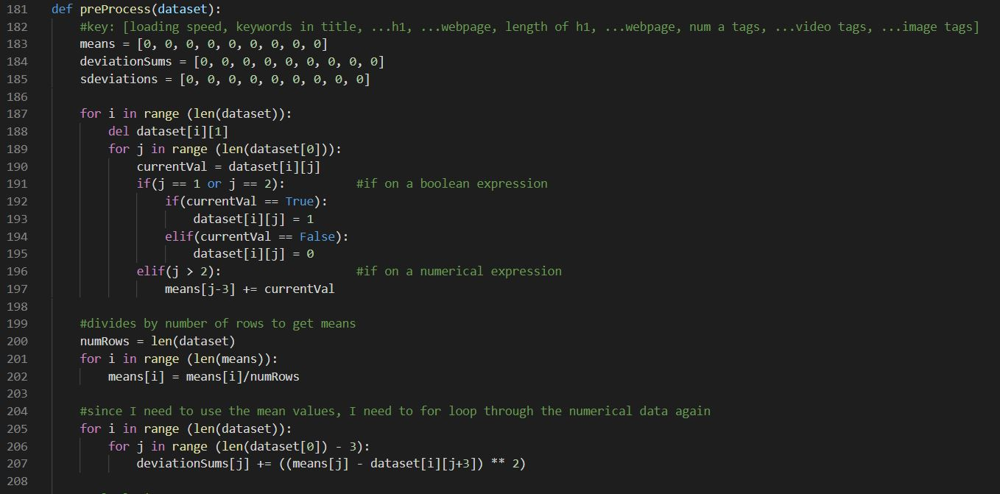 181 def preProcess(dataset):
182     #key: [loading speed, keywords in title, ...h1, ...webpage, length of h1, ...webpage, num a tags, ...video tags, ...image tags]
183     means = [0, 0, 0, 0, 0, 0, 0, 0, 0]
184     deviationSums = [0, 0, 0, 0, 0, 0, 0, 0, 0]
185     sdeviations = [0, 0, 0, 0, 0, 0, 0, 0, 0]
186
187     for i in range (len(dataset)):
188         del dataset[i][1]
189         for j in range (len(dataset[0])):
190             currentVal = dataset[i][j]
191             if(j == 1 or j == 2):          #if on a boolean expression
192                 if(currentVal == True):
193                     dataset[i][j] = 1
194                 elif(currentVal == False):
195                     dataset[i][j] = 0
196             elif(j > 2):                   #if on a numerical expression
197                 means[j-3] += currentVal
198
199     #divides by number of rows to get means
200     numRows = len(dataset)
201     for i in range (len(means)):
202         means[i] = means[i]/numRows
203
204     #since I need to use the mean values, I need to for loop through the numerical data again
205     for i in range (len(dataset)):
206         for j in range (len(dataset[0]) - 3):
207             deviationSums[j] += ((means[j] - dataset[i][j+3]) ** 2)
208